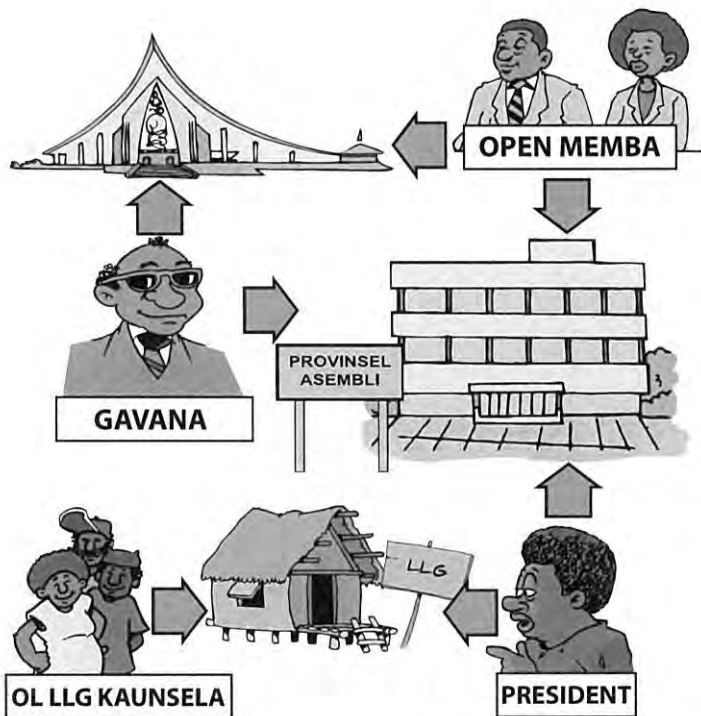 OPEN MEMBA
PROVINSEL
ASEMBLI
GAVANA
LLG
OL LLG KAUNSELA
PRESIDENT